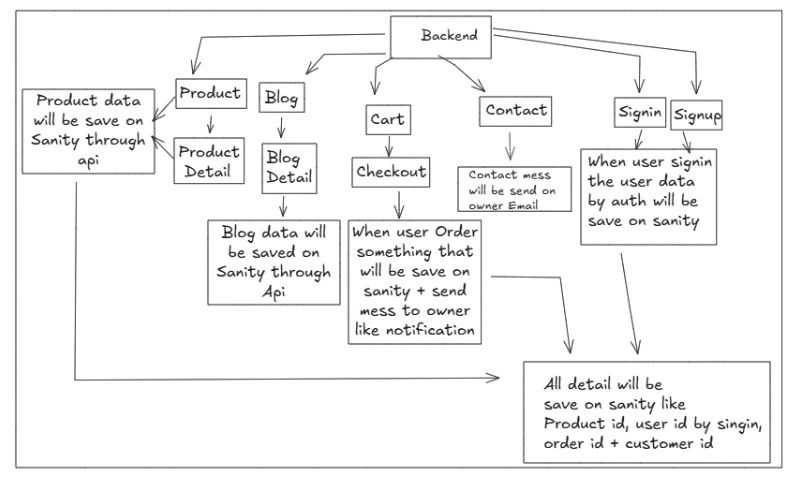 Backend
Product
Blog
Cart
Contact
Signin
Signup
Product data
will be save on
Sanity through
api
Product
Detail
Blog
Detail
Checkout
Contact mess
will be send on
owner Email
When user signin
the user data
by auth will be
save on sanity
Blog data will
be saved on
Sanity through
Api
When user Order
something that
will be save on
sanity + send
mess to owner
like notification
All detail will be
save on sanity like
Product id, user id by singin,
order id + customer id